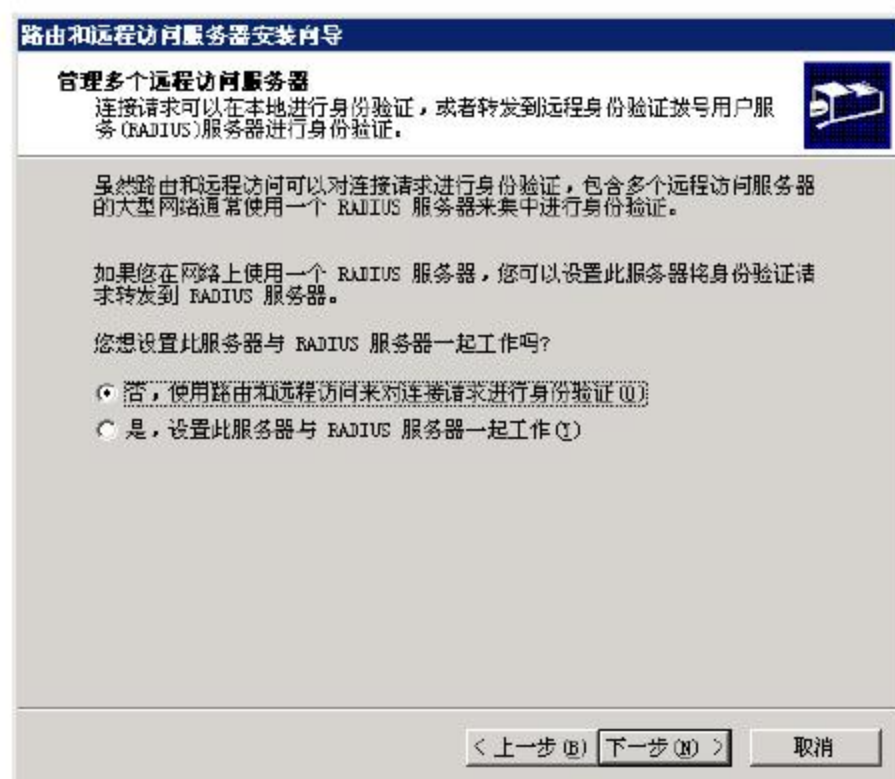 路由和远程访问服务器安装向导
管理多个远程访问服务器
连接请求可以在本地进行身份验证，或者转发到远程身份验证拨号用户服
务(RADIUS)服务器进行身份验证。
虽然路由和远程访问可以对连接请求进行身份验证，包含多个远程访问服务器
的大型网络通常使用一个 RADIUS 服务器来集中进行身份验证。
如果您在网络上使用一个 RADIUS 服务器，您可以设置此服务器将身份验证请
求转发到 RADIUS 服务器。
您想设置此服务器与 RADIUS 服务器一起工作吗?
否，使用路由和远程访问来对连接请求进行身份验证(O)
是，设置此服务器与 RADIUS 服务器一起工作(Y)
< 上一步(B) 下一步(N) > 取消